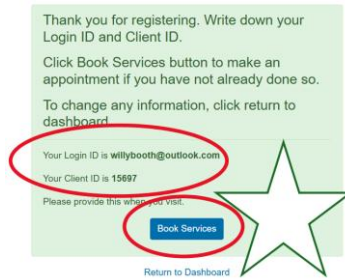 Thank you for registering. Write down your
Login ID and Client ID.
Click Book Services button to make an
appointment if you have not already done so.
To change any information, click return to
dashboard.
Your Login ID is willybooth@outlook.com
Your Client ID is 15697
Please provide this when you visit.
Book Services
Return to Dashboard